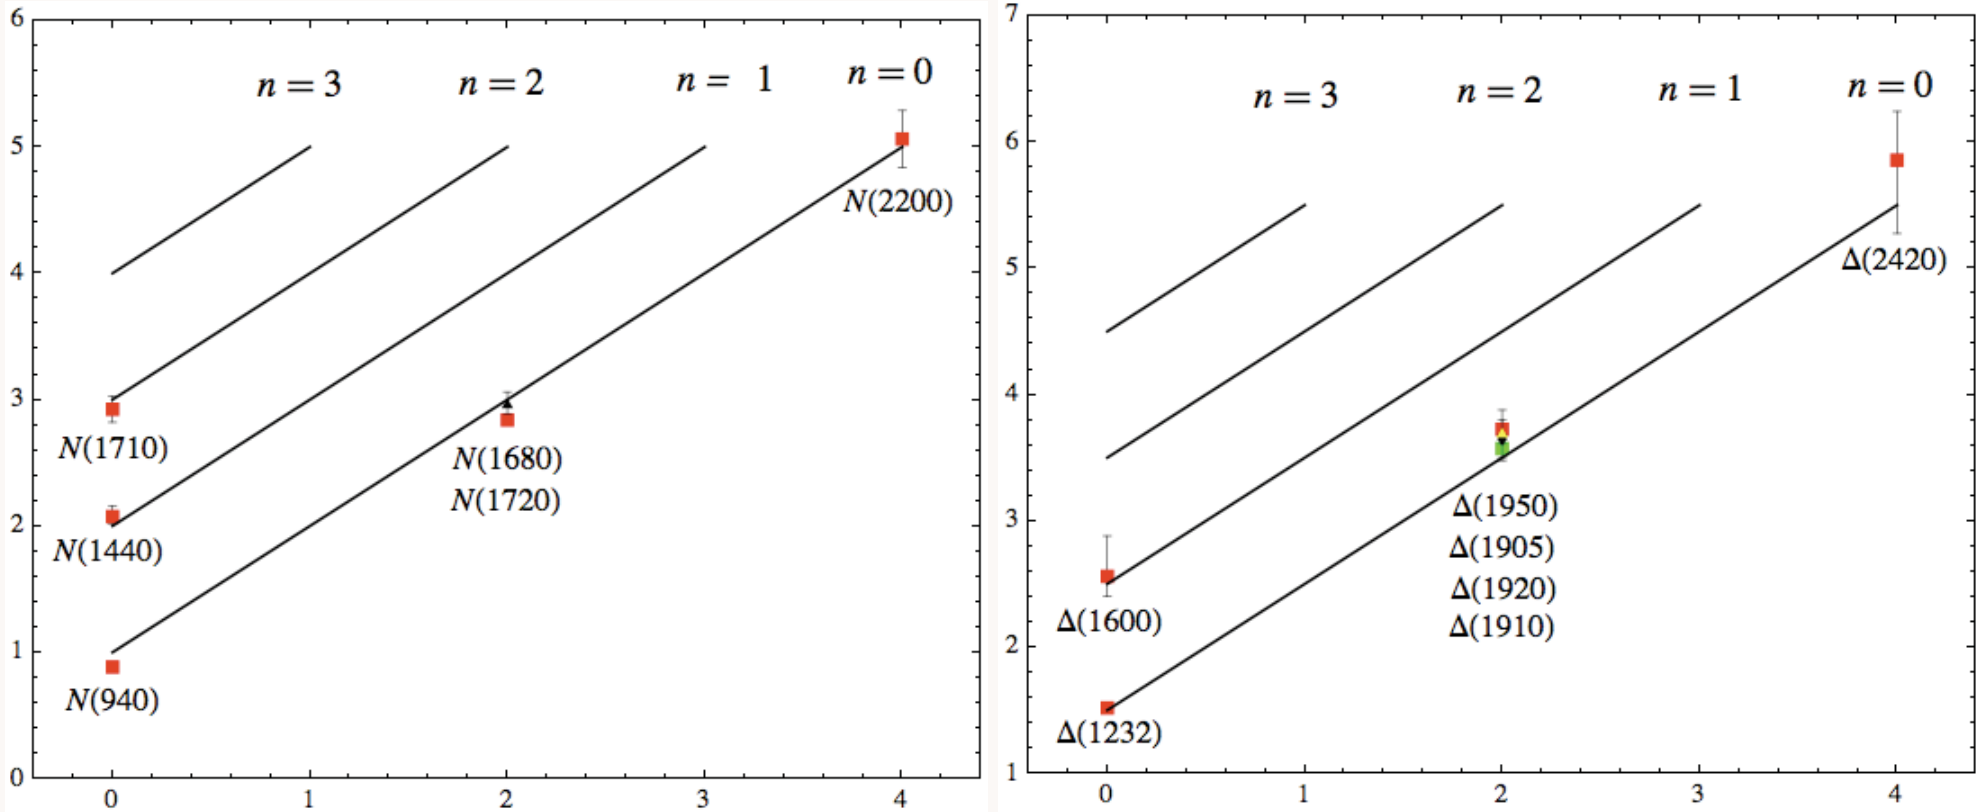 6
5
4
3
2
1
0
0 1 2 3 4
n = 3 n = 2 n = 1 n = 0
N(2200)
N(1710)
N(1680)
N(1720)
N(1440)
N(940)
7
6
5
4
3
2
1
0 1 2 3 4
n = 3 n = 2 n = 1 n = 0
Δ(2420)
Δ(1950)
Δ(1905)
Δ(1920)
Δ(1910)
Δ(1600)
Δ(1232)